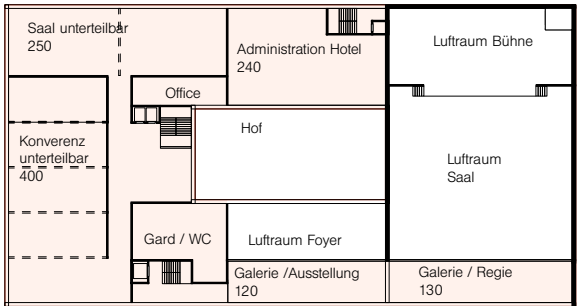 Saal unterteilbar
250
Administration Hotel
240
Luftraum Bühne
Office
Hof
Konverenz
unterteilbar
400
Luftraum
Saal
Gard / WC
Luftraum Foyer
Galerie /Ausstellung
120
Galerie / Regie
130